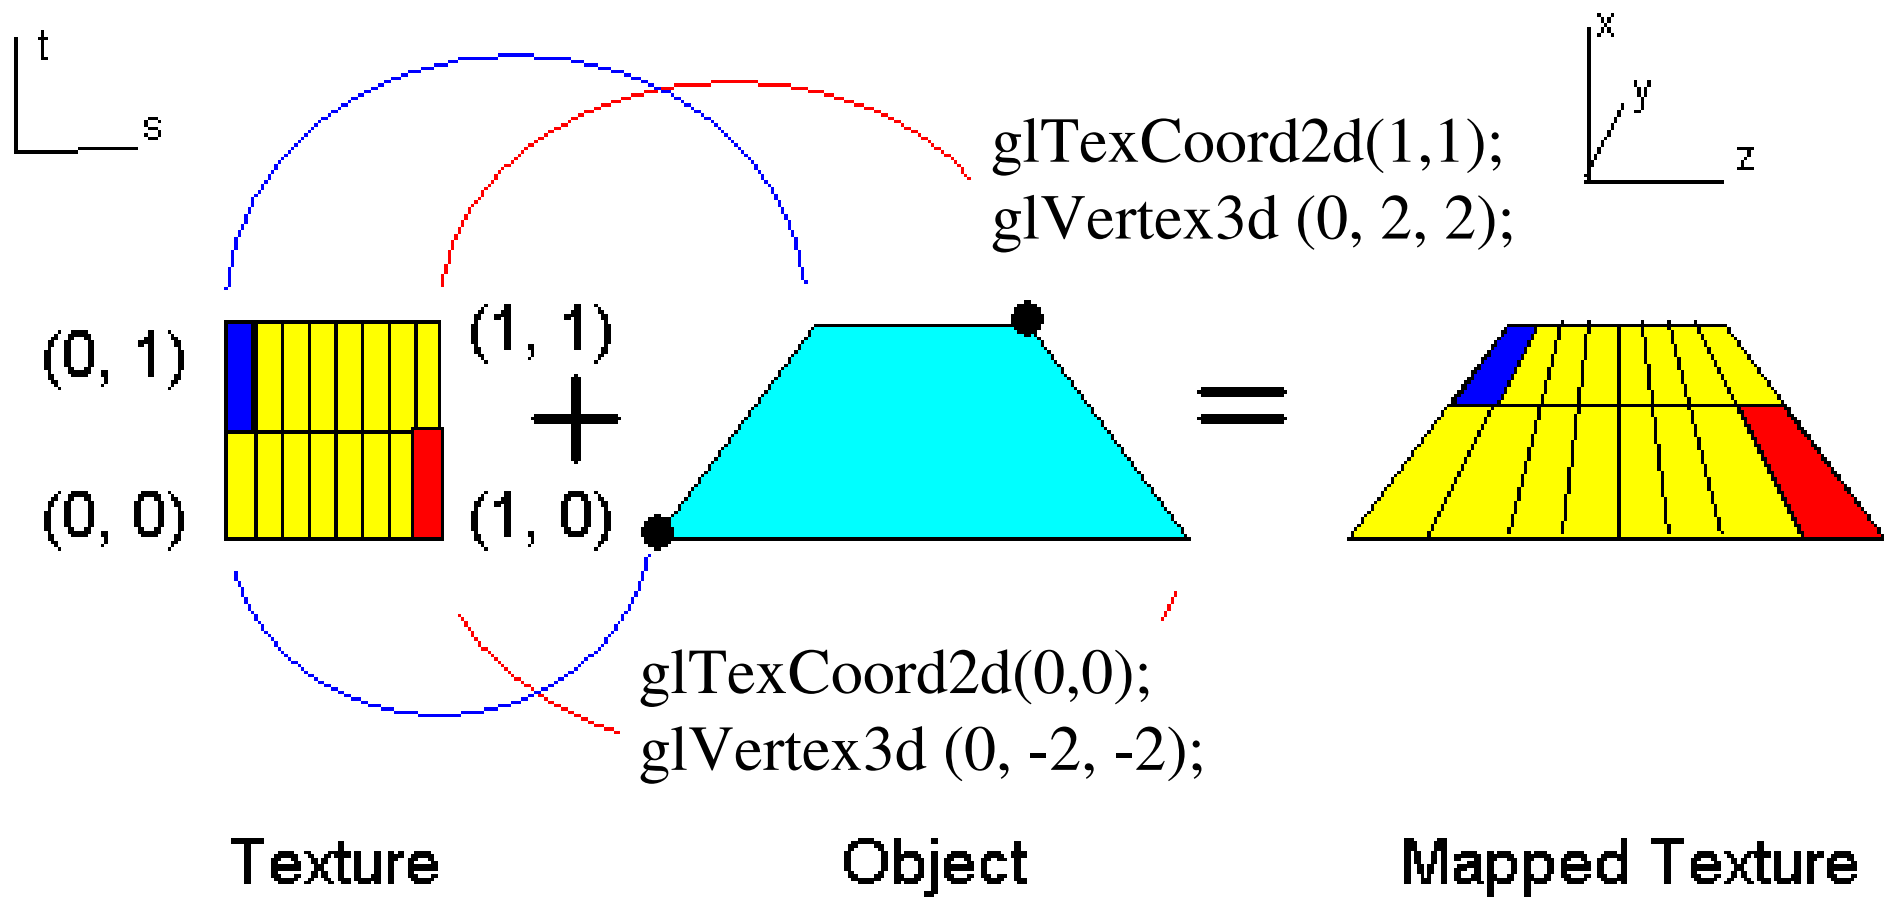 t
s
x
y
z
glTexCoord2d(1,1);
glVertex3d (0, 2, 2);
(0, 1)
(1, 1)
(0, 0)
(1, 0)
+
=
glTexCoord2d(0,0);
glVertex3d (0, -2, -2);
Texture
Object
Mapped Texture